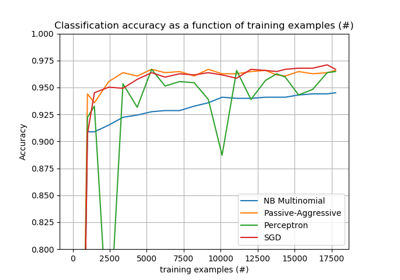 Classification accuracy as a function of training examples (#)
1.000
0.975
0.950
0.925
0.900
0.875
0.850
0.825
0.800
Accuracy
NB Multinomial
Passive-Aggressive
Perceptron
SGD
0 2500 5000 7500 10000 12500 15000 17500
training examples (#)